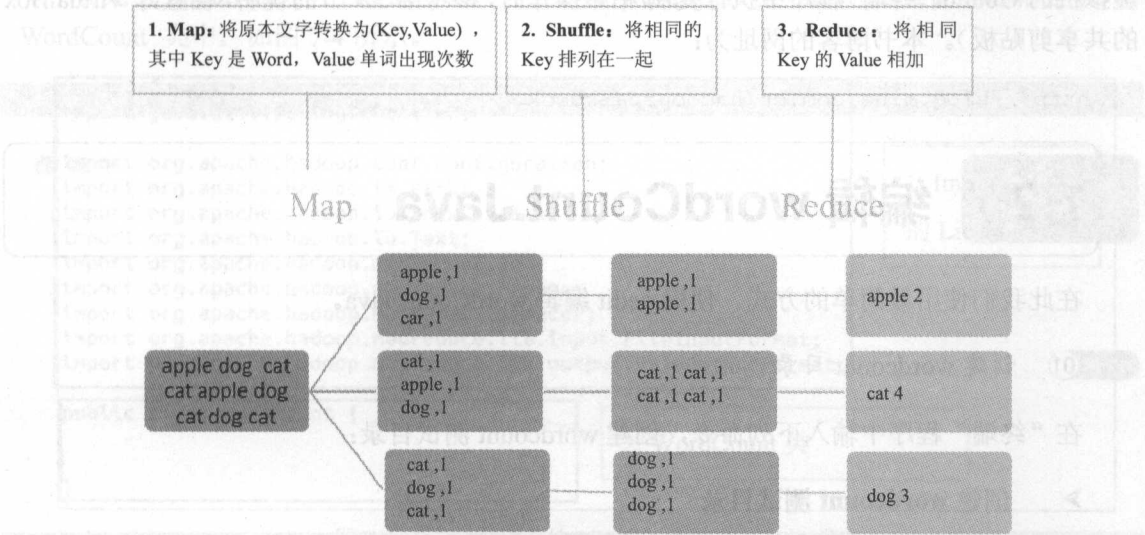 1. Map：将原本文字转换为(Key,Value)，
其中 Key 是 Word，Value 单词出现次数
2. Shuffle：将相同的
Key 排列在一起
3. Reduce：将相同
Key 的 Value 相加
Map
Shuffle
Reduce
apple dog cat
cat apple dog
cat dog cat
apple ,1
dog ,1
car ,1
cat ,1
apple ,1
dog ,1
cat ,1
dog ,1
cat ,1
apple ,1
apple ,1
cat ,1 cat ,1
cat ,1 cat ,1
dog ,1
dog ,1
dog ,1
apple 2
cat 4
dog 3